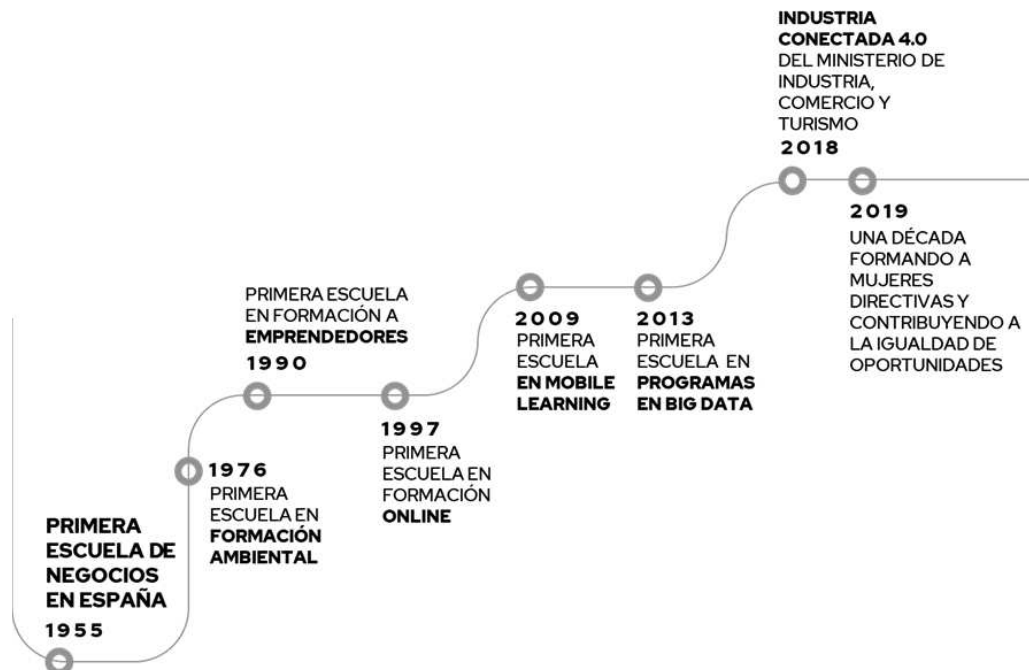 PRIMERA
ESCUELA DE
NEGOCIOS
EN ESPAÑA
1955
1976
PRIMERA
ESCUELA EN
FORMACIÓN
AMBIENTAL
PRIMERA ESCUELA
EN FORMACIÓN A
EMPRENDEDORES
1990
1997
PRIMERA
ESCUELA EN
FORMACIÓN
ONLINE
2009
PRIMERA
ESCUELA
EN MOBILE
LEARNING
2013
PRIMERA
ESCUELA EN
PROGRAMAS
EN BIG DATA
INDUSTRIA
CONECTADA 4.0
DEL MINISTERIO DE
INDUSTRIA,
COMERCIO Y
TURISMO
2018
2019
UNA DÉCADA
FORMANDO A
MUJERES
DIRECTIVAS Y
CONTRIBUYENDO A
LA IGUALDAD DE
OPORTUNIDADES